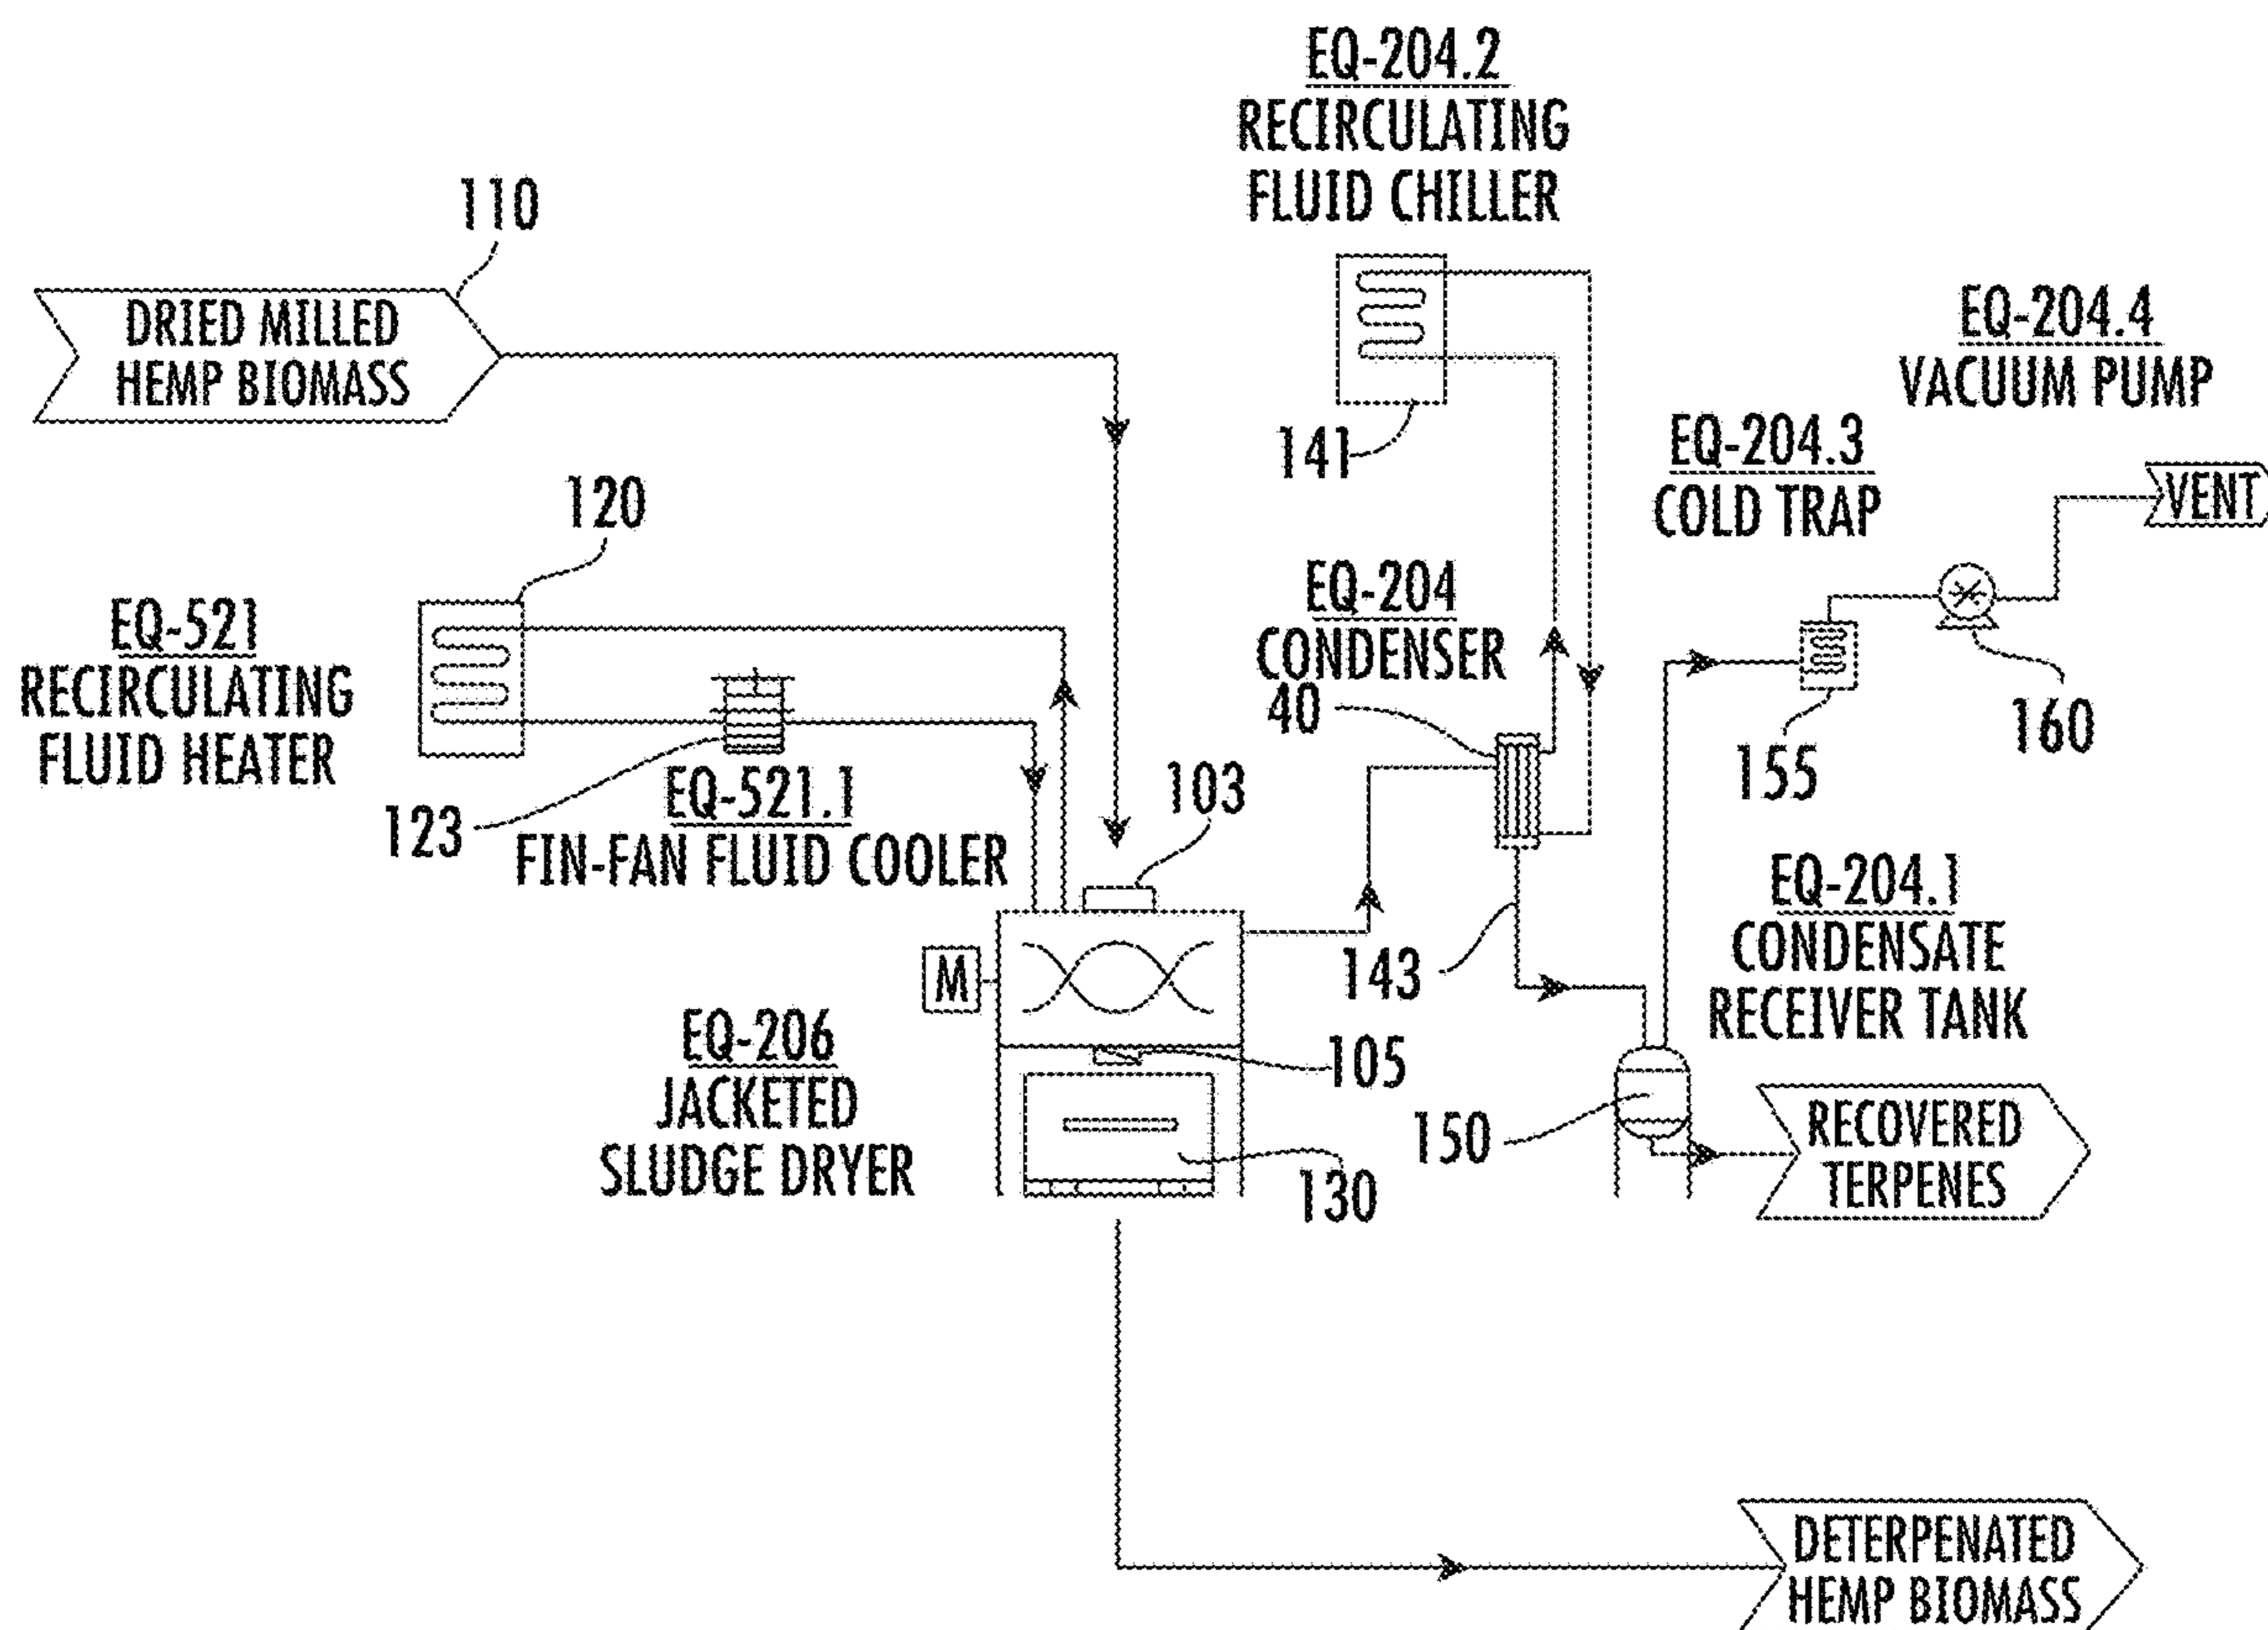 EQ-204.2
RECIRCULATING
FLUID CHILLER
110
DRIED MILLED
HEMP BIOMASS
141
EQ-204.4
VACUUM PUMP
EQ-204.3
COLD TRAP
VENT
120
EQ-521
RECIRCULATING
FLUID HEATER
123
EQ-521.1
FIN-FAN FLUID COOLER
EQ-204
CONDENSER
40
155
160
103
143
EQ-204.1
CONDENSATE
RECEIVER TANK
M
EQ-206
JACKETED
SLUDGE DRYER
105
130
150
RECOVERED
TERPENES
DETERPENATED
HEMP BIOMASS